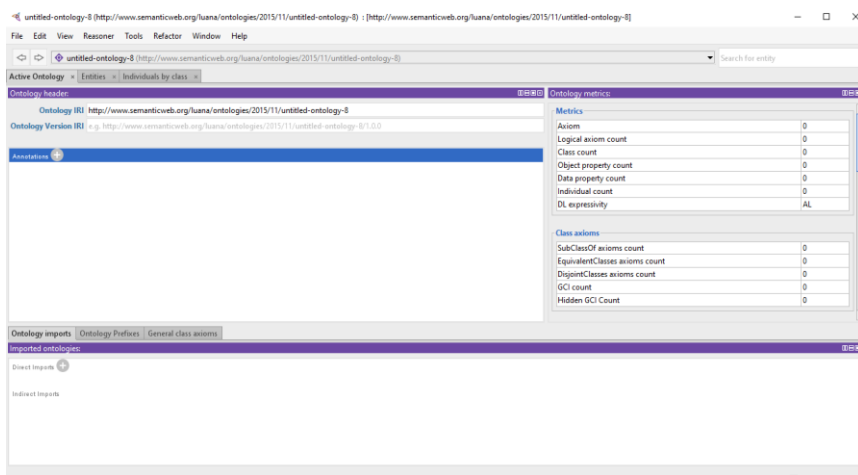 untitled-ontology-8 (http://www.semanticweb.org/luana/ontologies/2015/11/untitled-ontology-8) : [http://www.semanticweb.org/luana/ontologies/2015/11/untitled-ontology-8]
File Edit View Reasoner Tools Refactor Window Help
untitled-ontology-8 (http://www.semanticweb.org/luana/ontologies/2015/11/untitled-ontology-8) Search for entity
Active Ontology × Entities × Individuals by class ×
Ontology header: Ontology metrics:
Ontology IRI http://www.semanticweb.org/luana/ontologies/2015/11/untitled-ontology-8
Ontology Version IRI e.g. http://www.semanticweb.org/luana/ontologies/2015/11/untitled-ontology-8/1.0.0
Annotations
Metrics
Axiom 0
Logical axiom count 0
Class count 0
Object property count 0
Data property count 0
Individual count 0
DL expressivity AL
Class axioms
SubClassOf axioms count 0
EquivalentClasses axioms count 0
DisjointClasses axioms count 0
GCI count 0
Hidden GCI Count 0
Ontology imports Ontology Prefixes General class axioms
Imported ontologies:
Direct Imports
Indirect Imports